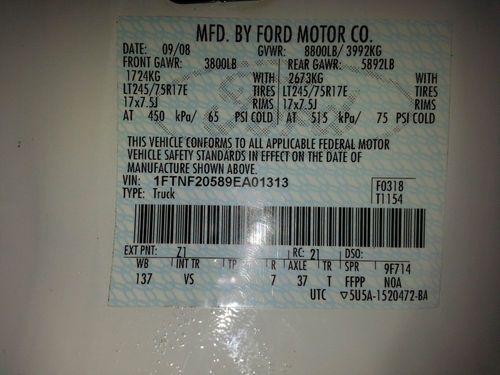 MFD. BY FORD MOTOR CO.
DATE: 09/08 GVWR: 8800LB/ 3992KG
FRONT GAWR: 3800LB REAR GAWR: 5892LB
1724KG WITH 2673KG WITH
LT245/75R17E TIRES LT245/75R17E TIRES
17x7.5J RIMS 17x7.5J RIMS
AT 450 kPa/ 65 PSI COLD AT 515 kPa/ 75 PSI COLD
THIS VEHICLE CONFORMS TO ALL APPLICABLE FEDERAL MOTOR
VEHICLE SAFETY STANDARDS IN EFFECT ON THE DATE OF
MANUFACTURE SHOWN ABOVE.
VIN: 1FTNF20589EA01313
TYPE: Truck
F0318
T1154
EXT PNT: Z1 RC: 21 DSO:
WB INT TR TP R AXLE TR SPR 9F714
137 VS 7 37 T FFPP NOA
UTC ▽5U5A-1520472-BA